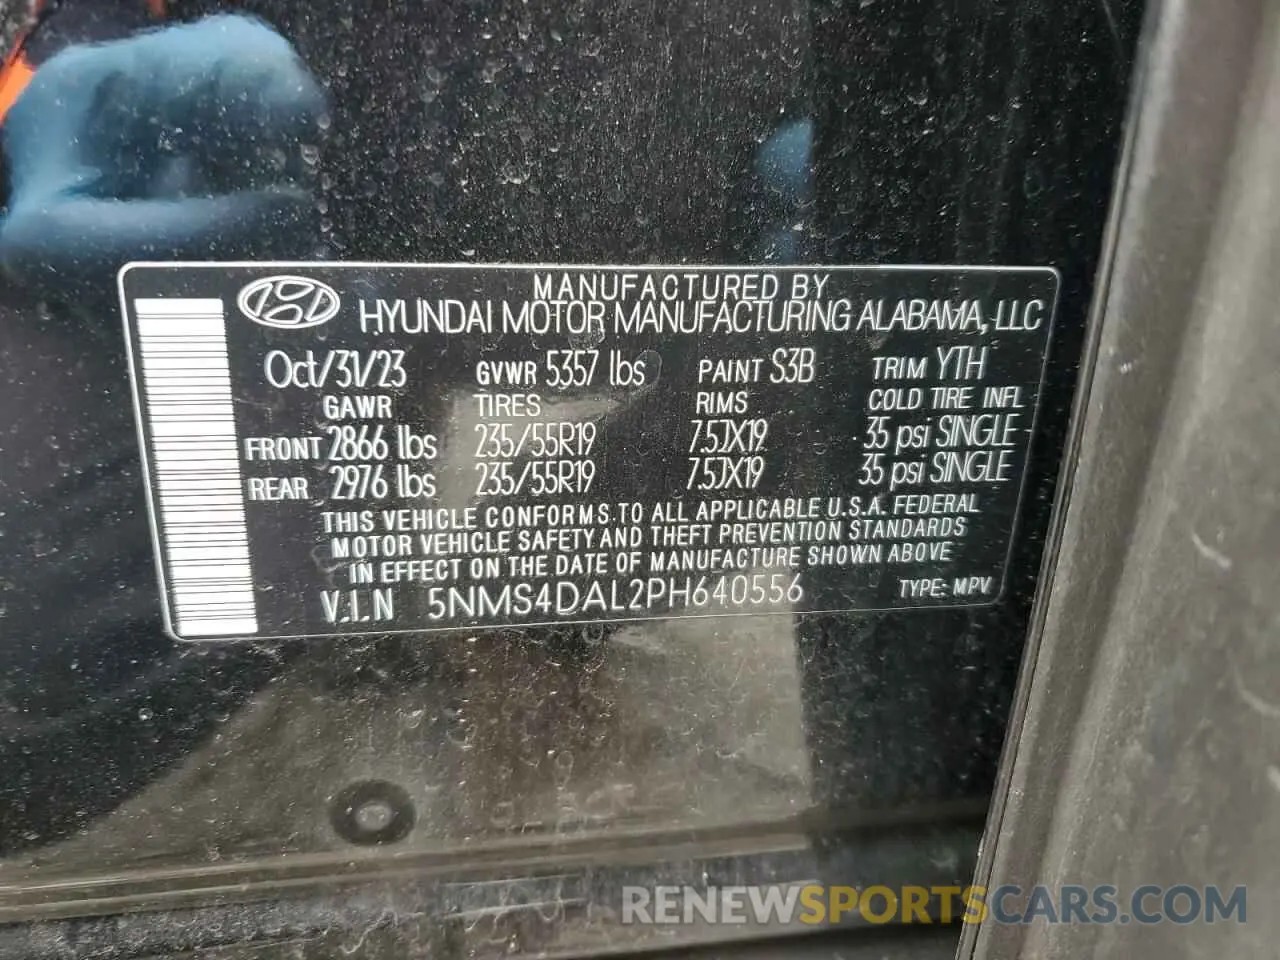 MANUFACTURED BY
HYUNDAI MOTOR MANUFACTURING ALABAMA, LLC
Oct/31/23 GVWR 5357 lbs PAINT S3B TRIM YTH
GAWR TIRES RIMS COLD TIRE INFL
FRONT 2866 lbs 235/55R19 7.5JX19 35 psi SINGLE
REAR 2976 lbs 235/55R19 7.5JX19 35 psi SINGLE
THIS VEHICLE CONFORMS TO ALL APPLICABLE U.S.A. FEDERAL
MOTOR VEHICLE SAFETY AND THEFT PREVENTION STANDARDS
IN EFFECT ON THE DATE OF MANUFACTURE SHOWN ABOVE
V.I.N 5NMS4DAL2PH640556 TYPE: MPV
RENEWSPORTSCARS.COM